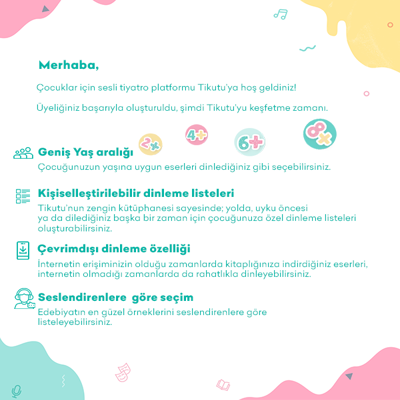 Merhaba,
Çocuklar için sesli tiyatro platformu Tikutu'ya hoş geldiniz!
Üyeliğiniz başarıyla oluşturuldu, şimdi Tikutu'yu keşfetme zamanı.
2+ 4+ 6+ 8+
Geniş Yaş aralığı
Çocuğunuzun yaşına uygun eserleri dinlediğiniz gibi seçebilirsiniz.
Kişiselleştirilebilir dinleme listeleri
Tikutu'nun zengin kütüphanesi sayesinde; yolda, uyku öncesi
ya da dilediğiniz başka bir zaman için çocuğunuza özel dinleme listeleri
oluşturabilirsiniz.
Çevrimdışı dinleme özelliği
İnternet erişiminizin olduğu zamanlarda kitaplığınıza indirdiğiniz eserleri,
internetin olmadığı zamanlarda da rahatlıkla dinleyebilirsiniz.
Seslendirenlere göre seçim
Edebiyatın en güzel örneklerini seslendirenlere göre
listeleyebilirsiniz.